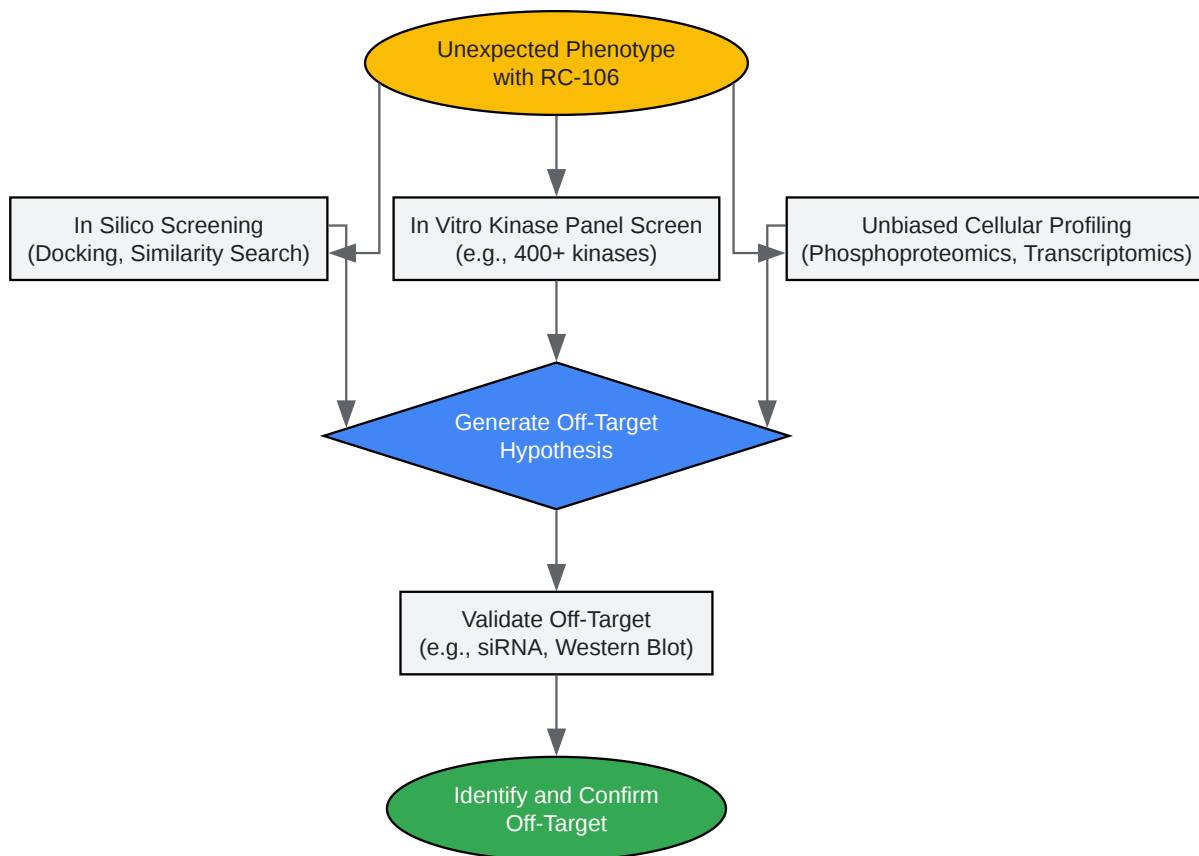 Unexpected Phenotype
with RC-106
In Silico Screening
(Docking, Similarity Search)
In Vitro Kinase Panel Screen
(e.g., 400+ kinases)
Unbiased Cellular Profiling
(Phosphoproteomics, Transcriptomics)
Generate Off-Target
Hypothesis
Validate Off-Target
(e.g., siRNA, Western Blot)
Identify and Confirm
Off-Target